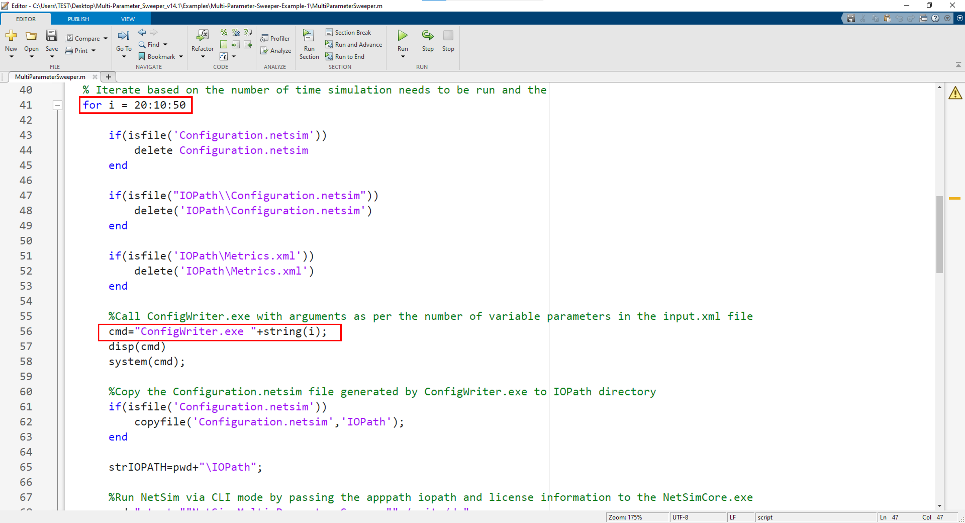 Editor - C:\Users\TEST\Desktop\Multi-Parameter_Sweeper_v14.1\Examples\Multi-Parameter-Sweeper-Example-1\MultiParameterSweeper.m
EDITOR PUBLISH VIEW
New Open Save Compare Print Go To Find Bookmark Refactor Profiler Analyze Run Section Section Break Run and Advance Run to End Run Step Stop
FILE NAVIGATE CODE ANALYZE SECTION RUN
MultiParameterSweeper.m
40 % Iterate based on the number of time simulation needs to be run and the
41 for i = 20:10:50
42
43 if(isfile('Configuration.netsim'))
44 delete Configuration.netsim
45 end
46
47 if(isfile("IOPath\\Configuration.netsim"))
48 delete('IOPath\Configuration.netsim')
49 end
50
51 if(isfile('IOPath\Metrics.xml'))
52 delete('IOPath\Metrics.xml')
53 end
54
55 %Call ConfigWriter.exe with arguments as per the number of variable parameters in the input.xml file
56 cmd="ConfigWriter.exe "+string(i);
57 disp(cmd)
58 system(cmd);
59
60 %Copy the Configuration.netsim file generated by ConfigWriter.exe to IOPath directory
61 if(isfile('Configuration.netsim'))
62 copyfile('Configuration.netsim','IOPath');
63 end
64
65 strIOPATH=pwd+"\IOPath";
66
67 %Run NetSim via CLI mode by passing the apppath iopath and license information to the NetSimCore.exe
Zoom: 175% UTF-8 LF script Ln 47 Col 47